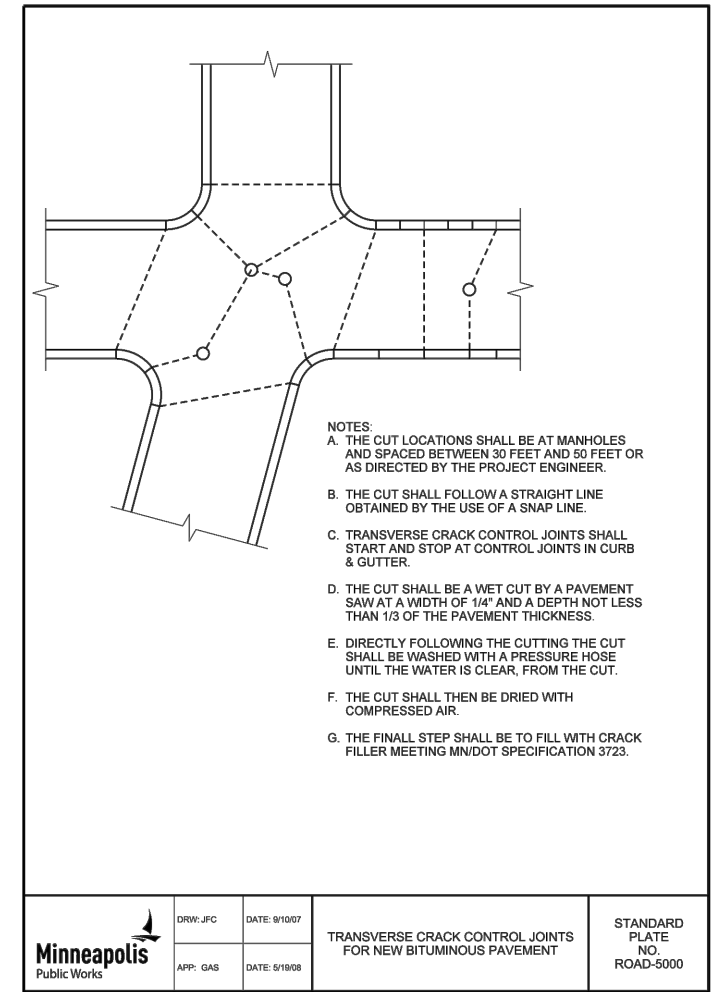 NOTES:
A. THE CUT LOCATIONS SHALL BE AT MANHOLES
AND SPACED BETWEEN 30 FEET AND 50 FEET OR
AS DIRECTED BY THE PROJECT ENGINEER.
B. THE CUT SHALL FOLLOW A STRAIGHT LINE
OBTAINED BY THE USE OF A SNAP LINE.
C. TRANSVERSE CRACK CONTROL JOINTS SHALL
START AND STOP AT CONTROL JOINTS IN CURB
& GUTTER.
D. THE CUT SHALL BE A WET CUT BY A PAVEMENT
SAW AT A WIDTH OF 1/4" AND A DEPTH NOT LESS
THAN 1/3 OF THE PAVEMENT THICKNESS.
E. DIRECTLY FOLLOWING THE CUTTING THE CUT
SHALL BE WASHED WITH A PRESSURE HOSE
UNTIL THE WATER IS CLEAR, FROM THE CUT.
F. THE CUT SHALL THEN BE DRIED WITH
COMPRESSED AIR.
G. THE FINALL STEP SHALL BE TO FILL WITH CRACK
FILLER MEETING MN/DOT SPECIFICATION 3723.
Minneapolis
Public Works
DRW: JFC
DATE: 9/10/07
APP: GAS
DATE: 5/19/08
TRANSVERSE CRACK CONTROL JOINTS
FOR NEW BITUMINOUS PAVEMENT
STANDARD
PLATE
NO.
ROAD-5000